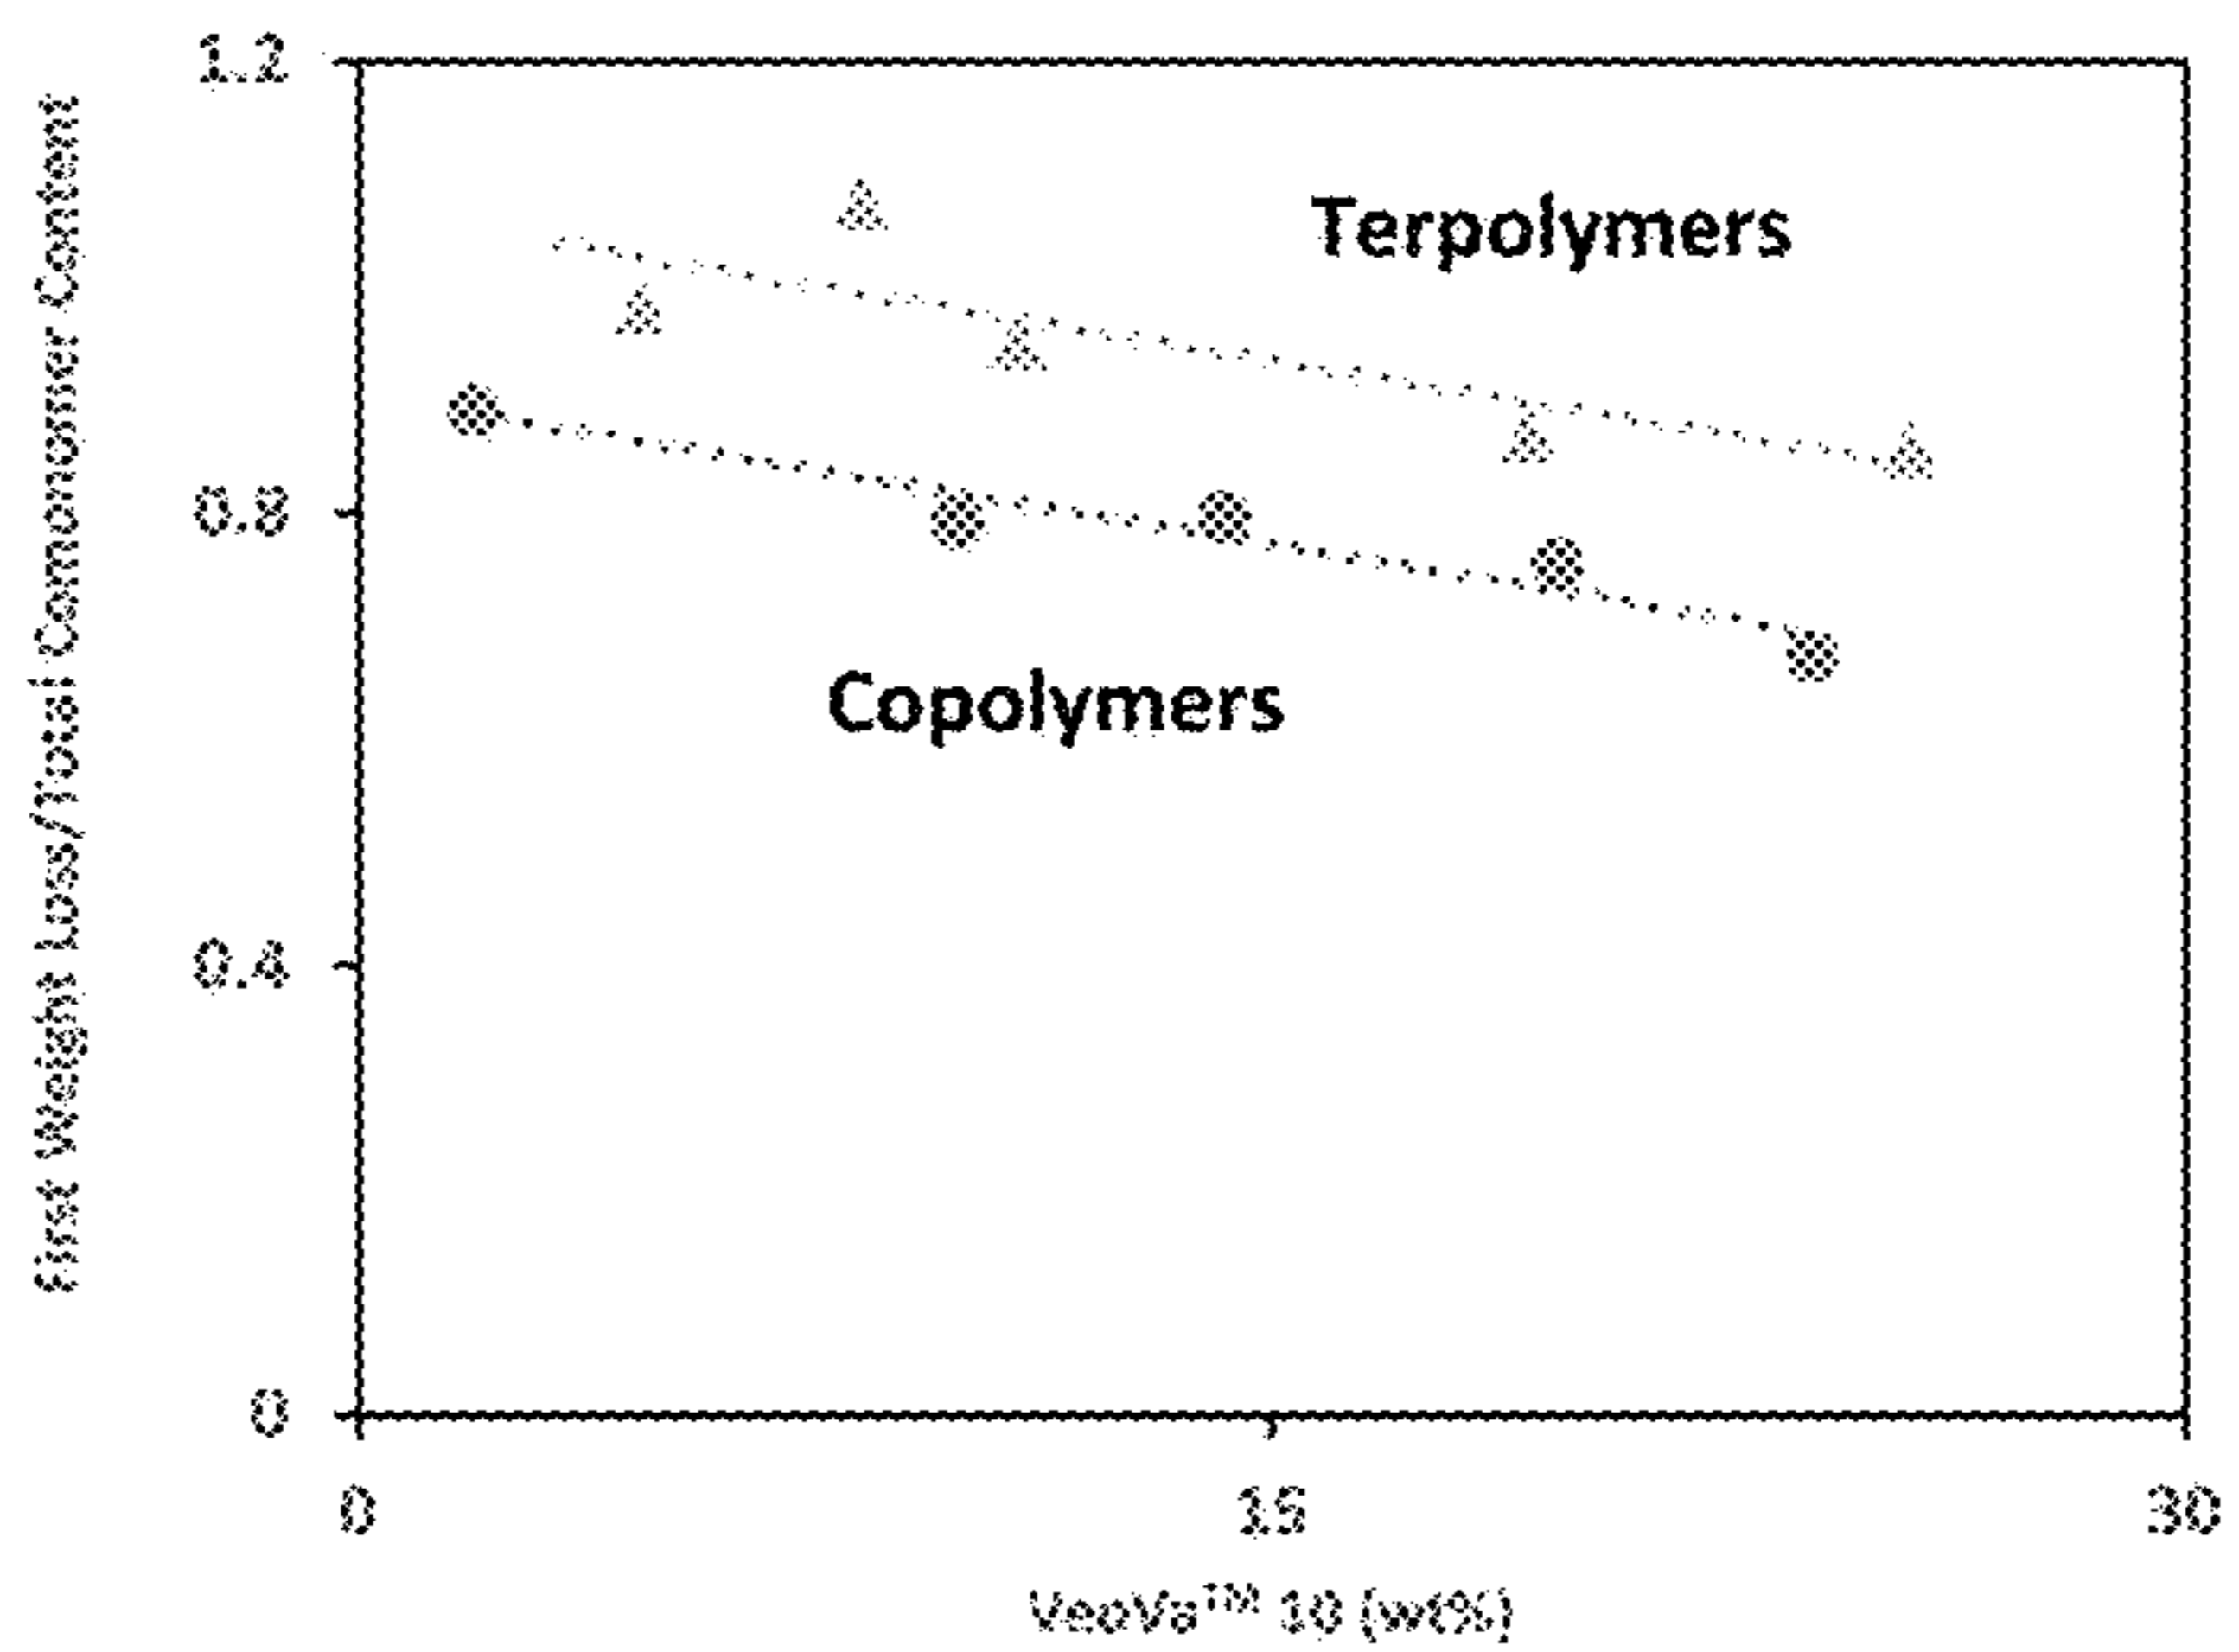 First Weight Loss/Total Comonomer Content
1.2
0.8
0.4
0
Terpolymers
Copolymers
0
15
30
VeoVa™ 10 (wt%)